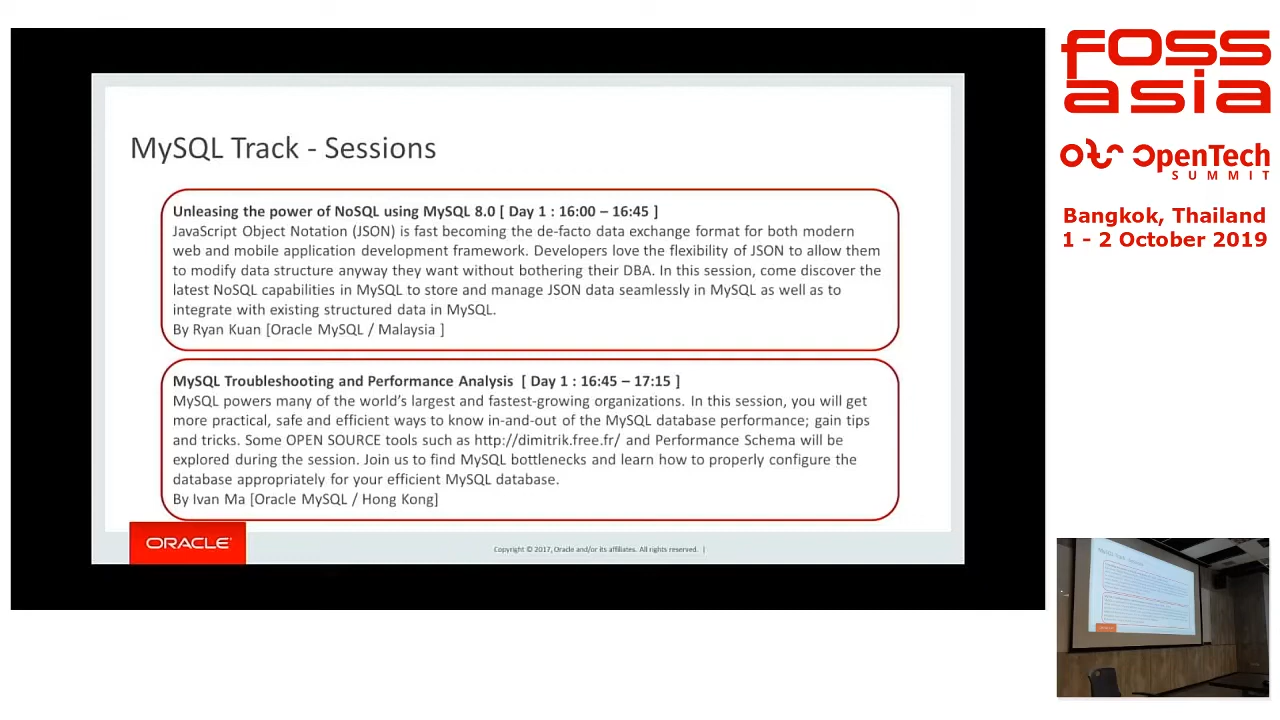 MySQL Track - Sessions
Unleasing the power of NoSQL using MySQL 8.0 [ Day 1 : 16:00 – 16:45 ]
JavaScript Object Notation (JSON) is fast becoming the de-facto data exchange format for both modern
web and mobile application development framework. Developers love the flexibility of JSON to allow them
to modify data structure anyway they want without bothering their DBA. In this session, come discover the
latest NoSQL capabilities in MySQL to store and manage JSON data seamlessly in MySQL as well as to
integrate with existing structured data in MySQL.
By Ryan Kuan [Oracle MySQL / Malaysia ]
MySQL Troubleshooting and Performance Analysis [ Day 1 : 16:45 – 17:15 ]
MySQL powers many of the world's largest and fastest-growing organizations. In this session, you will get
more practical, safe and efficient ways to know in-and-out of the MySQL database performance; gain tips
and tricks. Some OPEN SOURCE tools such as http://dimitrik.free.fr/ and Performance Schema will be
explored during the session. Join us to find MySQL bottlenecks and learn how to properly configure the
database appropriately for your efficient MySQL database.
By Ivan Ma [Oracle MySQL / Hong Kong]
ORACLE
Copyright © 2017, Oracle and/or its affiliates. All rights reserved. |
foss
asia
OpenTech
SUMMIT
Bangkok, Thailand
1 - 2 October 2019
MySQL Track - Sessions